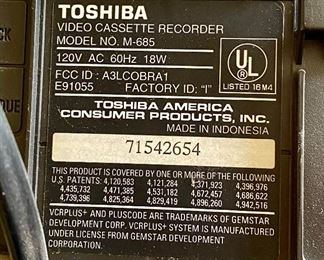 TOSHIBA
VIDEO CASSETTE RECORDER
MODEL NO. M-685
120V AC 60Hz 18W
FCC ID : A3LCOBRA1
E91055 FACTORY ID: "I"
UL
LISTED 16M4
TOSHIBA AMERICA
CONSUMER PRODUCTS, INC.
MADE IN INDONESIA
71542654
THIS PRODUCT IS COVERED BY ONE OR MORE OF THE FOLLOWING
U.S. PATENTS: 4,120,583 4,121,284 4,371,923 4,396,976
4,435,732 4,471,385 4,531,182 4,672,457 4,686,622
4,739,396 4,825,364 4,829,419 4,896,260 4,942,516
VCRPLUS+ AND PLUSCODE ARE TRADEMARKS OF GEMSTAR
DEVELOPMENT CORP. VCRPLUS+ SYSTEM IS MANUFACTURED
UNDER LICENSE FROM GEMSTAR DEVELOPMENT
CORPORATION.